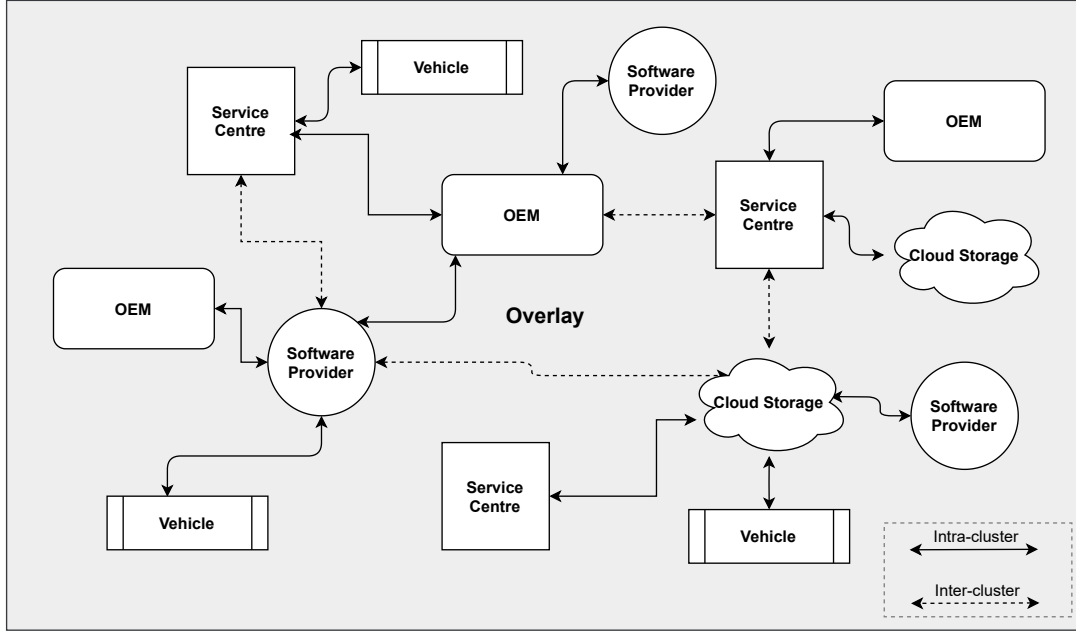 Vehicle
Software
Provider
Service
Centre
OEM
OEM
Service
Centre
Cloud Storage
OEM
Overlay
Software
Provider
Cloud Storage
Software
Provider
Service
Centre
Vehicle
Vehicle
Intra-cluster
Inter-cluster